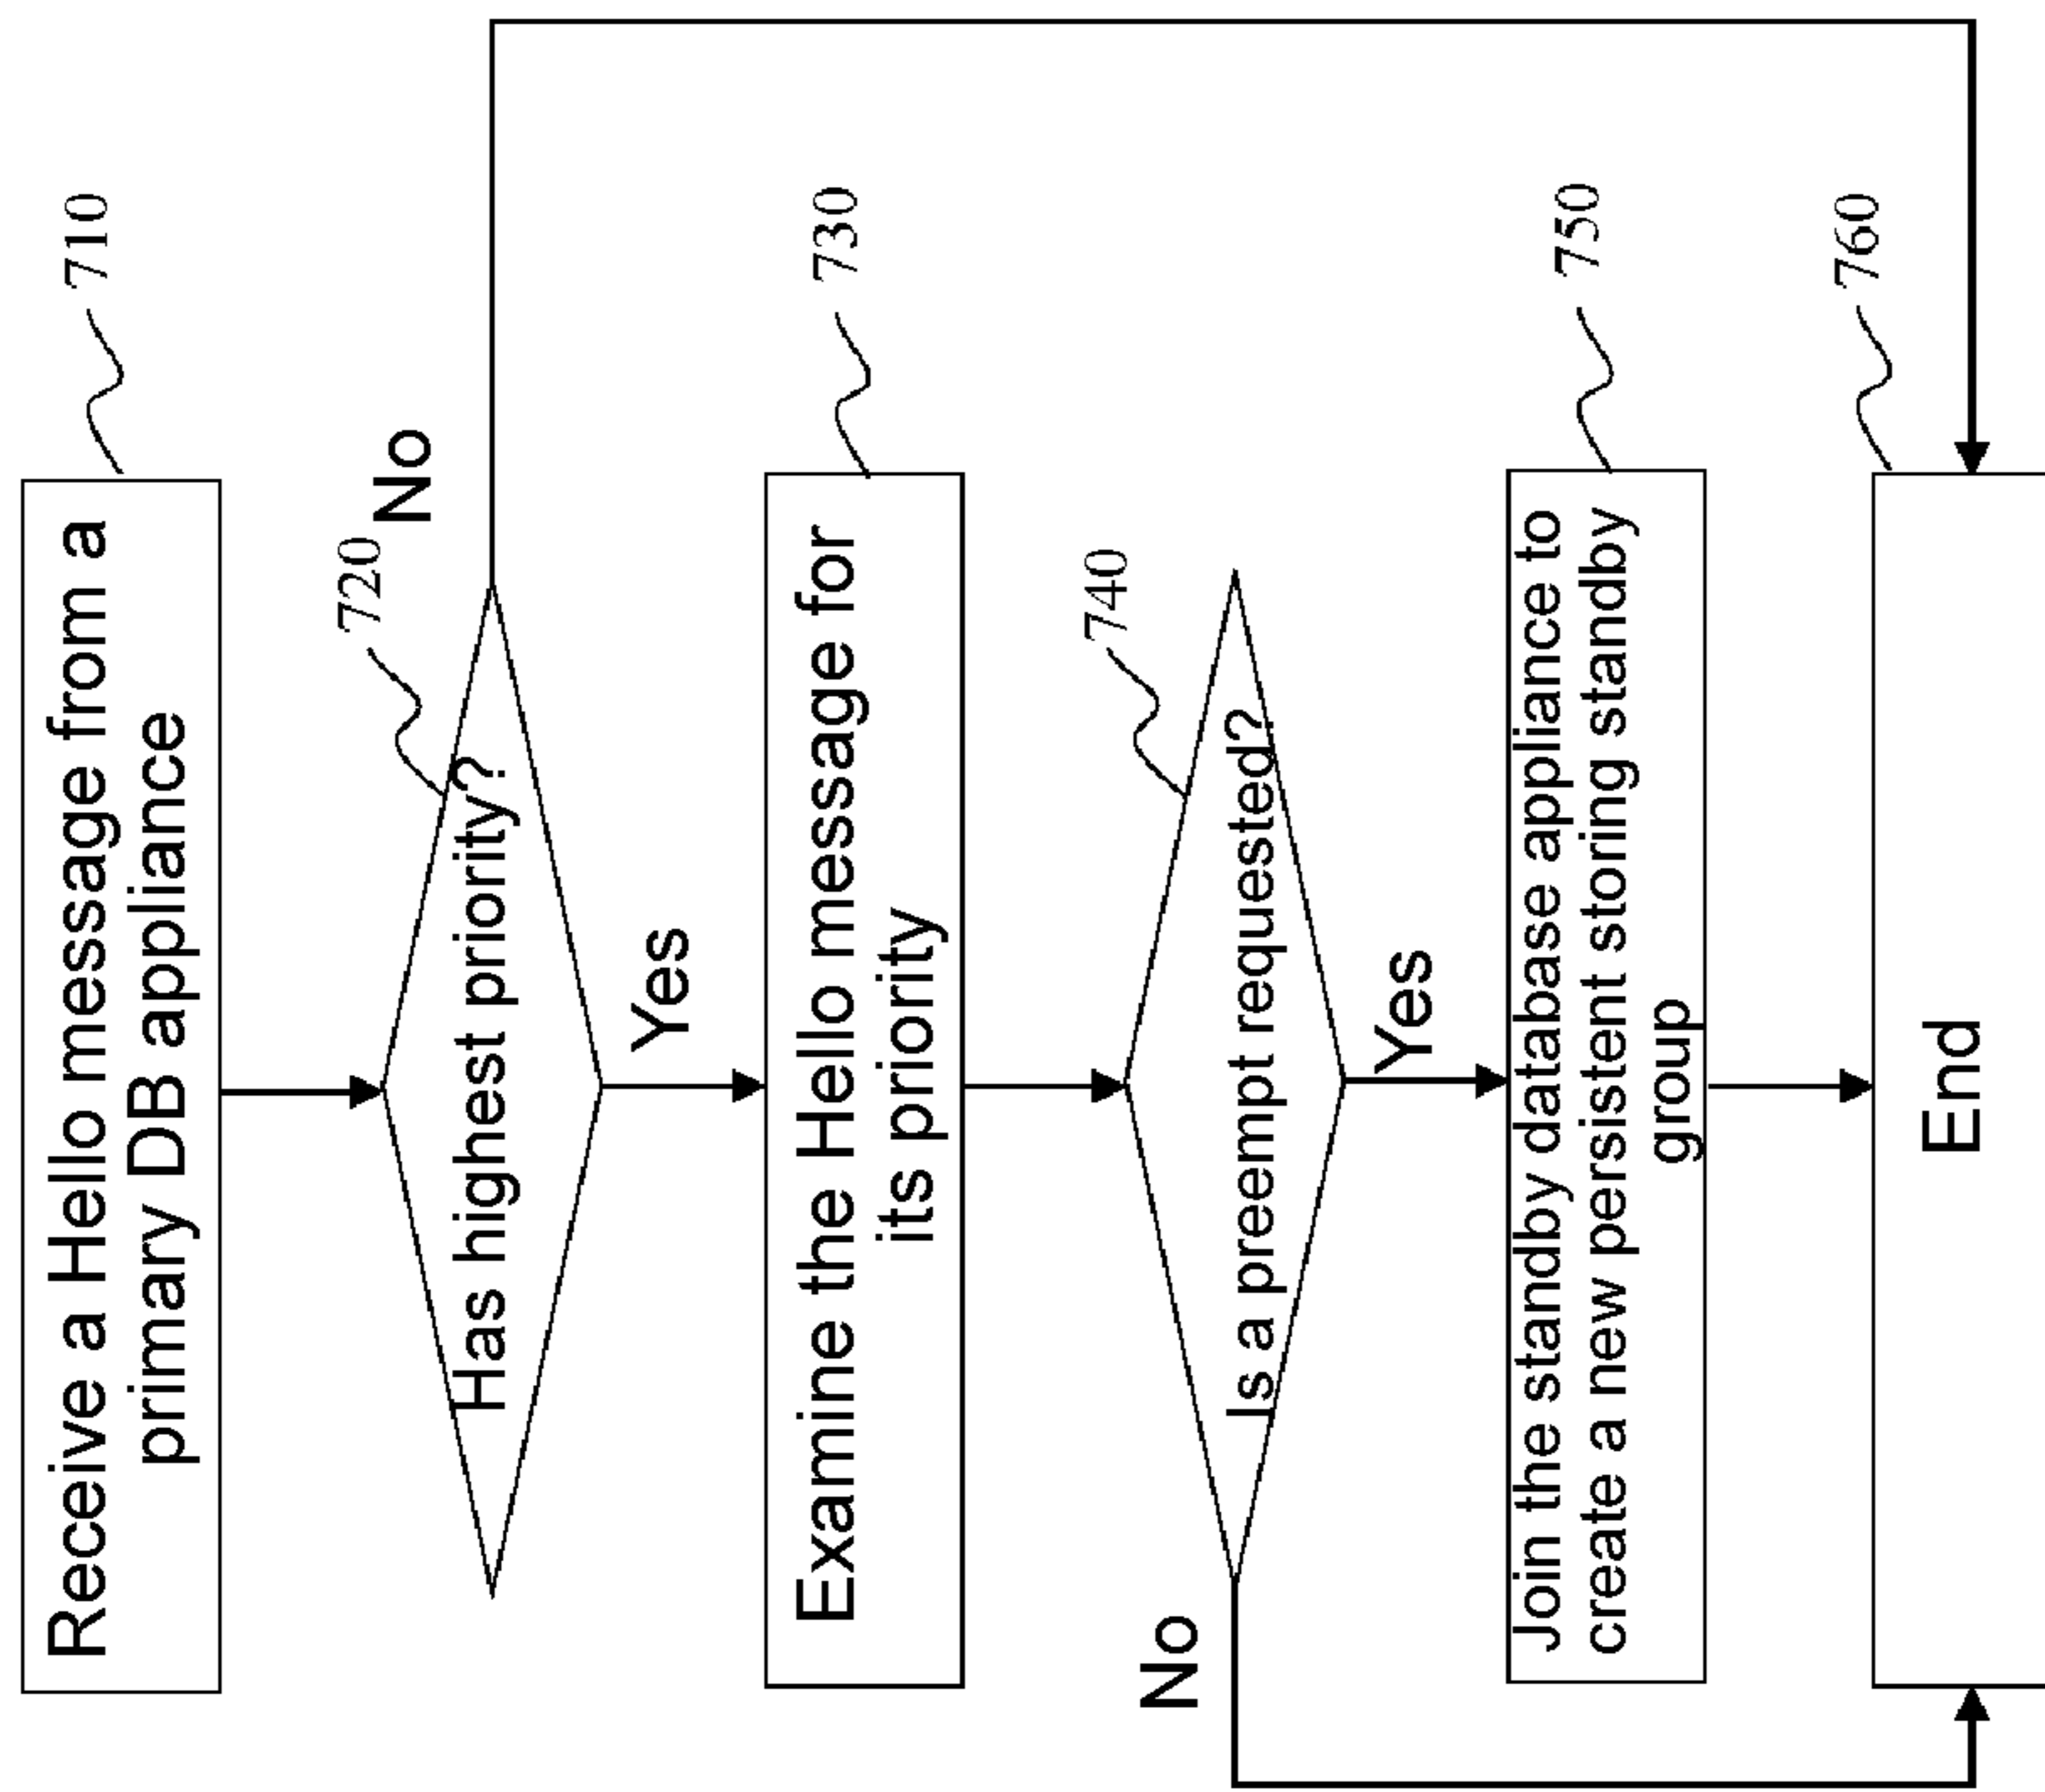 Receive a Hello message from a
primary DB appliance
710
Has highest priority?
720
No
Yes
Examine the Hello message for
its priority
730
Is a preempt requested?
740
No
Yes
Join the standby database appliance to
create a new persistent storing standby
group
750
End
760